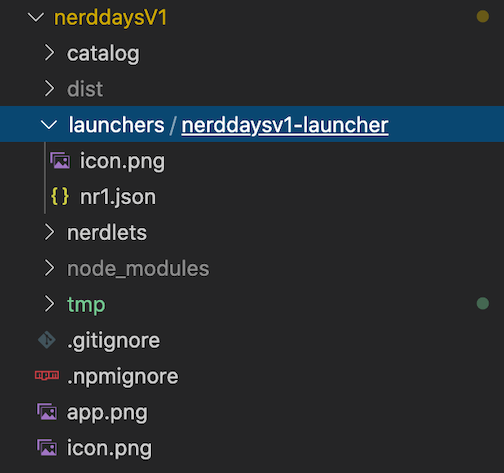 nerddaysV1
catalog
dist
launchers / nerddaysv1-launcher
icon.png
{} nr1.json
nerdlets
node_modules
tmp
.gitignore
npm .npmignore
app.png
icon.png